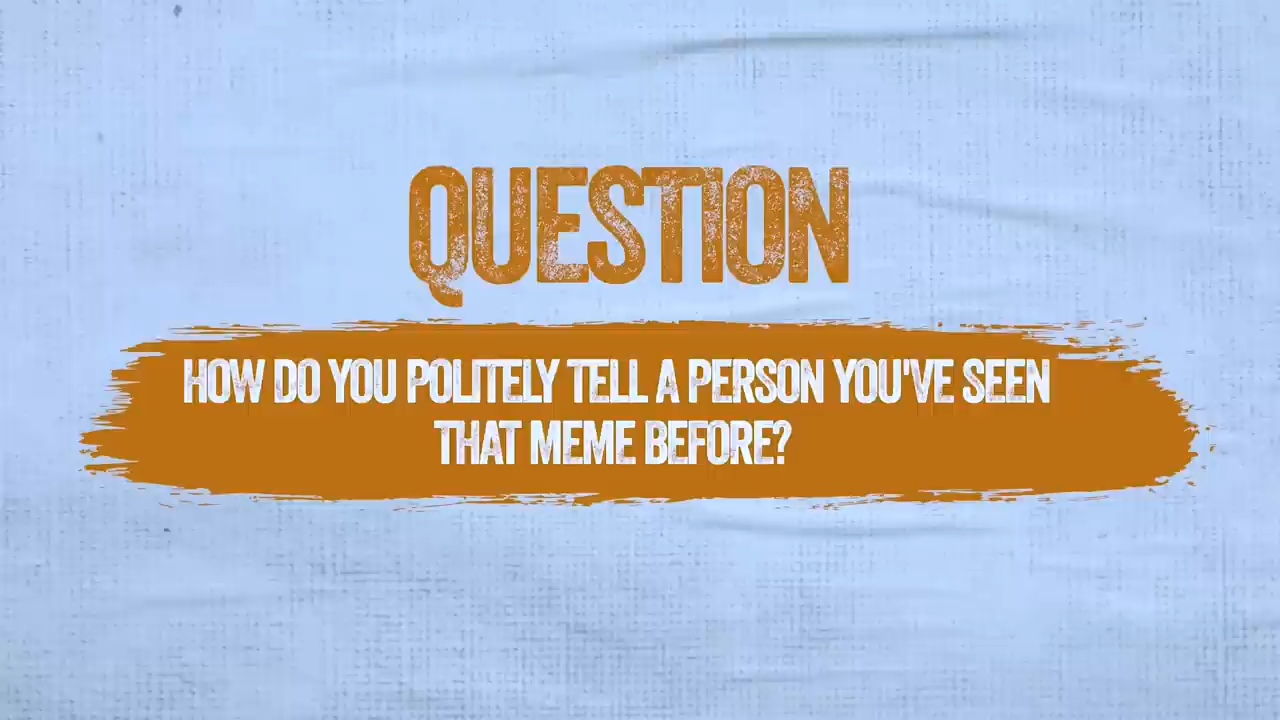 QUESTION
HOW DO YOU POLITELY TELL A PERSON YOU'VE SEEN
THAT MEME BEFORE?